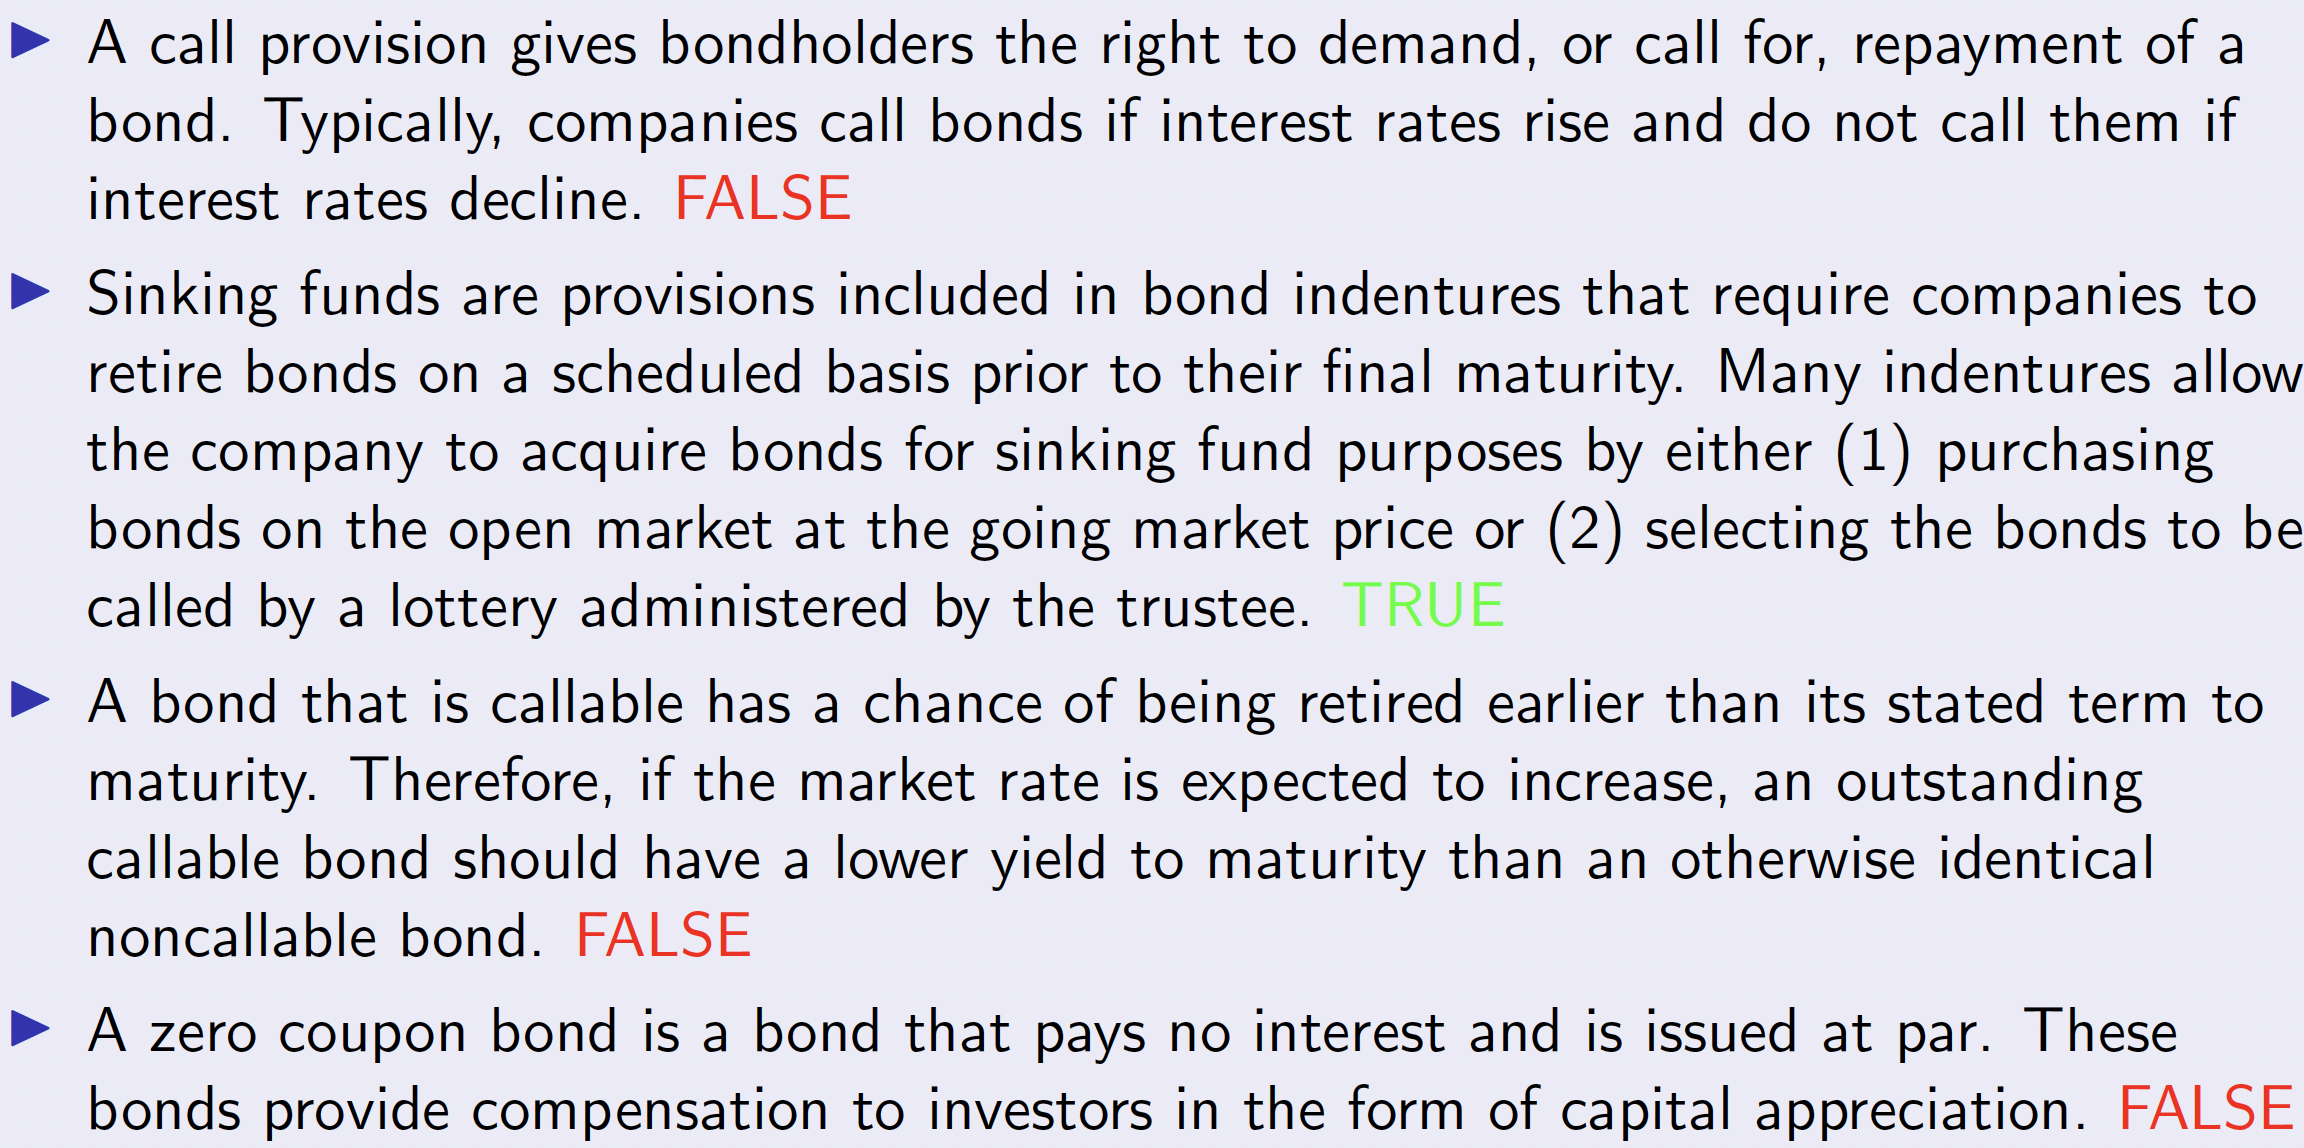 A call provision gives bondholders the right to demand, or call for, repayment of a
bond. Typically, companies call bonds if interest rates rise and do not call them if
interest rates decline. FALSE
Sinking funds are provisions included in bond indentures that require companies to
retire bonds on a scheduled basis prior to their final maturity. Many indentures allow
the company to acquire bonds for sinking fund purposes by either (1) purchasing
bonds on the open market at the going market price or (2) selecting the bonds to be
called by a lottery administered by the trustee. TRUE
A bond that is callable has a chance of being retired earlier than its stated term to
maturity. Therefore, if the market rate is expected to increase, an outstanding
callable bond should have a lower yield to maturity than an otherwise identical
noncallable bond. FALSE
A zero coupon bond is a bond that pays no interest and is issued at par. These
bonds provide compensation to investors in the form of capital appreciation. FALSE